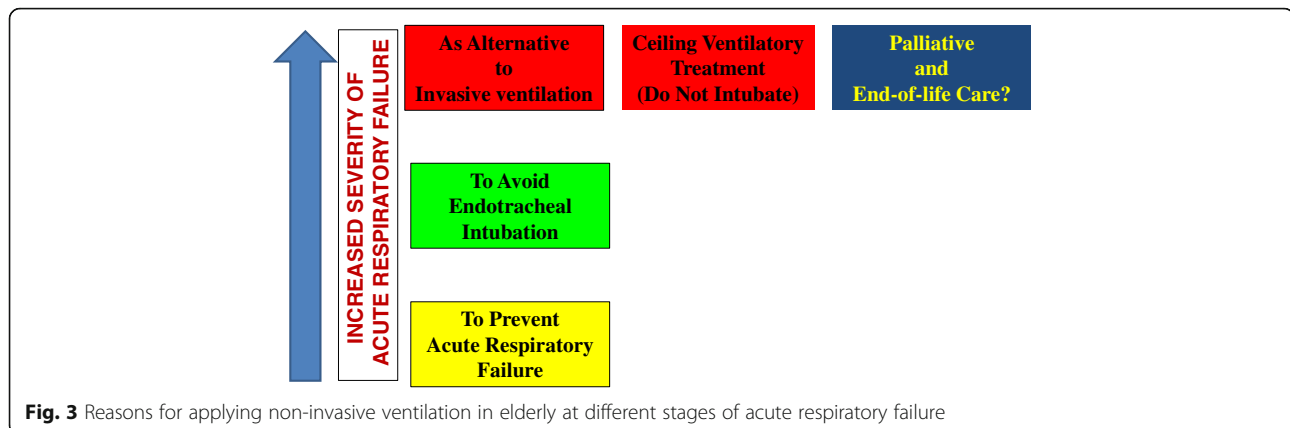 INCREASED SEVERITY OF
ACUTE RESPIRATORY FAILURE
As Alternative
to
Invasive ventilation
Ceiling Ventilatory
Treatment
(Do Not Intubate)
Palliative
and
End-of-life Care?
To Avoid
Endotracheal
Intubation
To Prevent
Acute Respiratory
Failure
Fig. 3 Reasons for applying non-invasive ventilation in elderly at different stages of acute respiratory failure